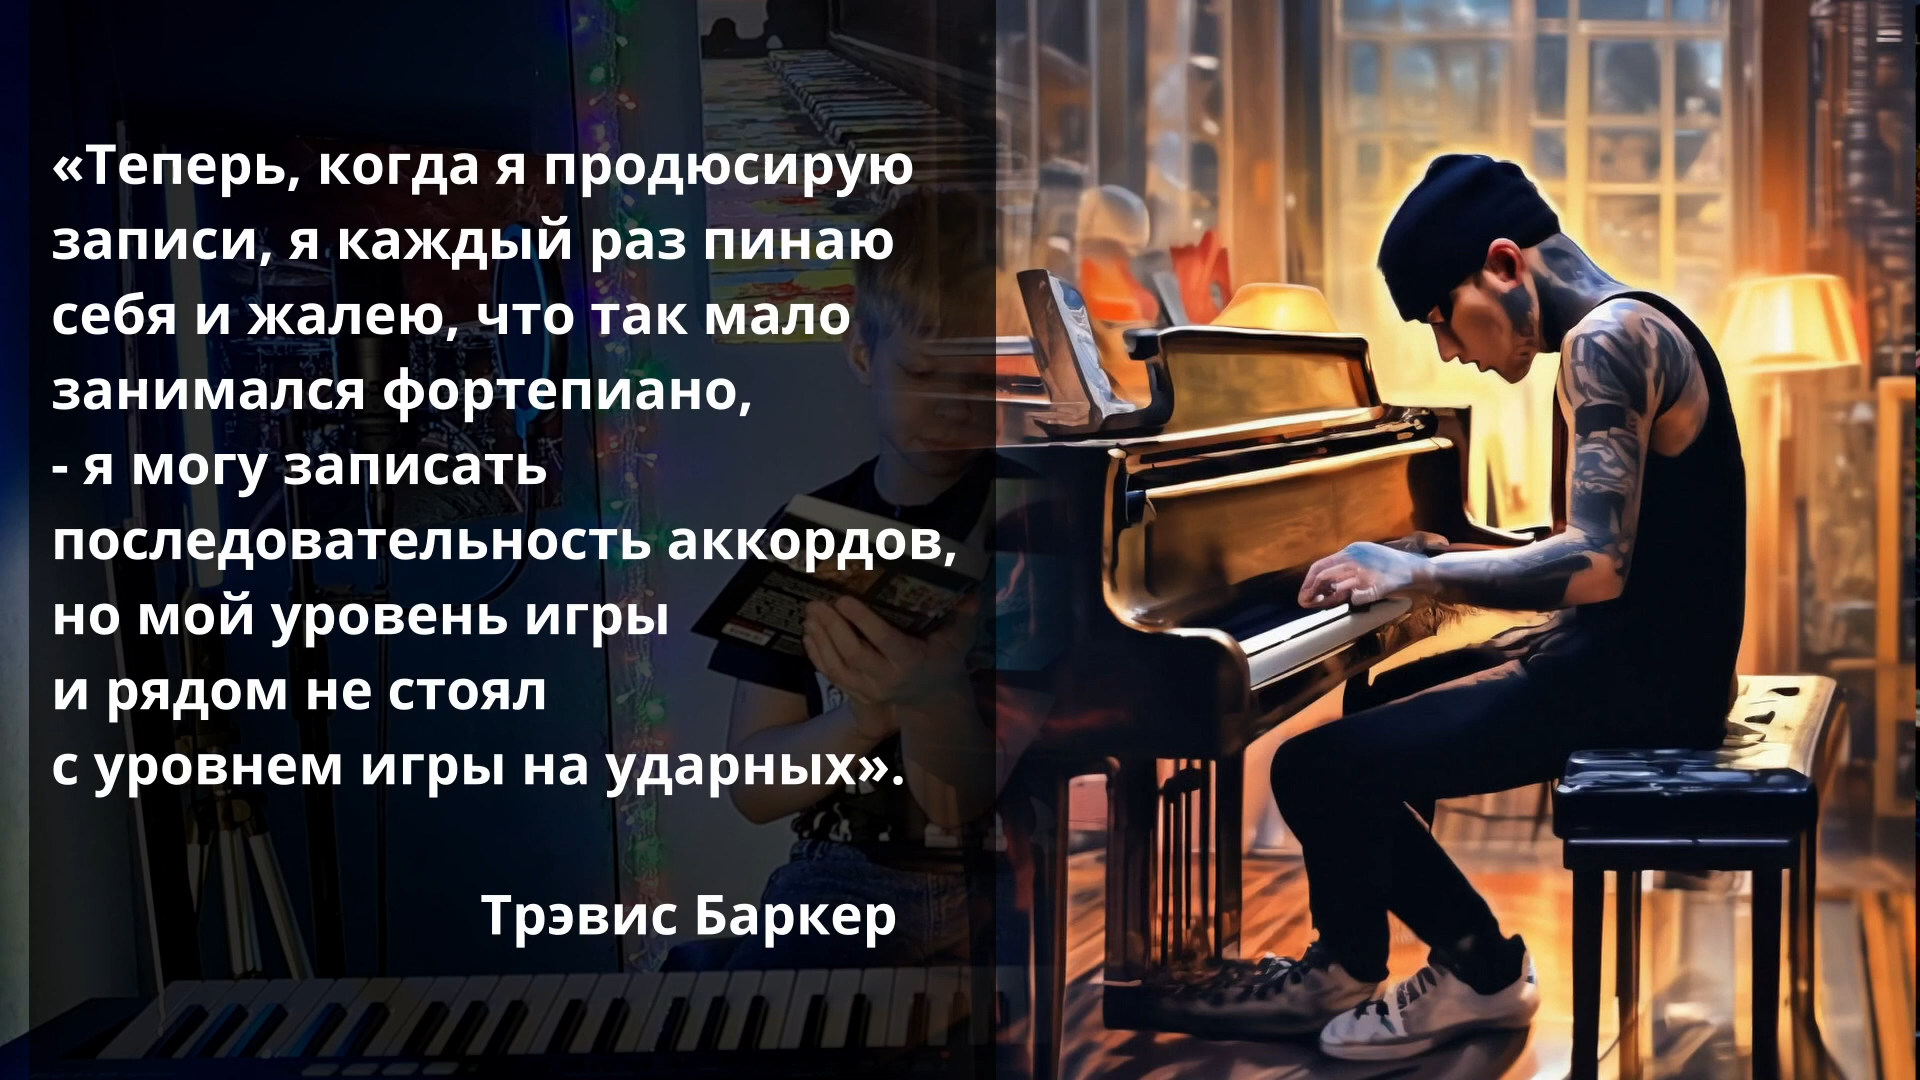 «Теперь, когда я продюсирую
записи, я каждый раз пинаю
себя и жалею, что так мало
занимался фортепиано,
- я могу записать
последовательность аккордов,
но мой уровень игры
и рядом не стоял
с уровнем игры на ударных».
Трэвис Баркер